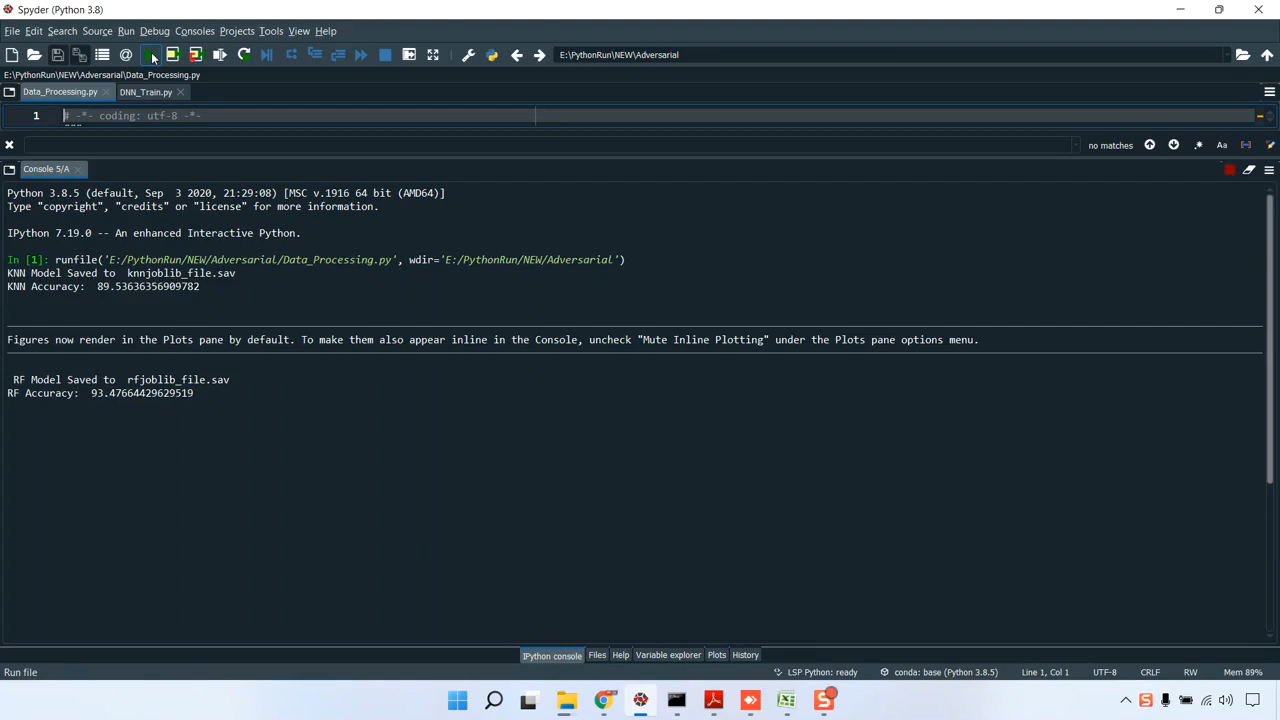 Spyder (Python 3.8)
File Edit Search Source Run Debug Consoles Projects Tools View Help
E:\PythonRun\NEW\Adversarial
E:\PythonRun\NEW\Adversarial\Data_Processing.py
Data_Processing.py DNN_Train.py
1 # -*- coding: utf-8 -*-
"""
no matches .* Aa
Console 5/A
Python 3.8.5 (default, Sep  3 2020, 21:29:08) [MSC v.1916 64 bit (AMD64)]
Type "copyright", "credits" or "license" for more information.
IPython 7.19.0 -- An enhanced Interactive Python.
In [1]: runfile('E:/PythonRun/NEW/Adversarial/Data_Processing.py', wdir='E:/PythonRun/NEW/Adversarial')
KNN Model Saved to  knnjoblib_file.sav
KNN Accuracy:  89.53636356909782
Figures now render in the Plots pane by default. To make them also appear inline in the Console, uncheck "Mute Inline Plotting" under the Plots pane options menu.
RF Model Saved to  rfjoblib_file.sav
RF Accuracy:  93.47664429629519
IPython console Files Help Variable explorer Plots History
Run file LSP Python: ready conda: base (Python 3.8.5) Line 1, Col 1 UTF-8 CRLF RW Mem 89%